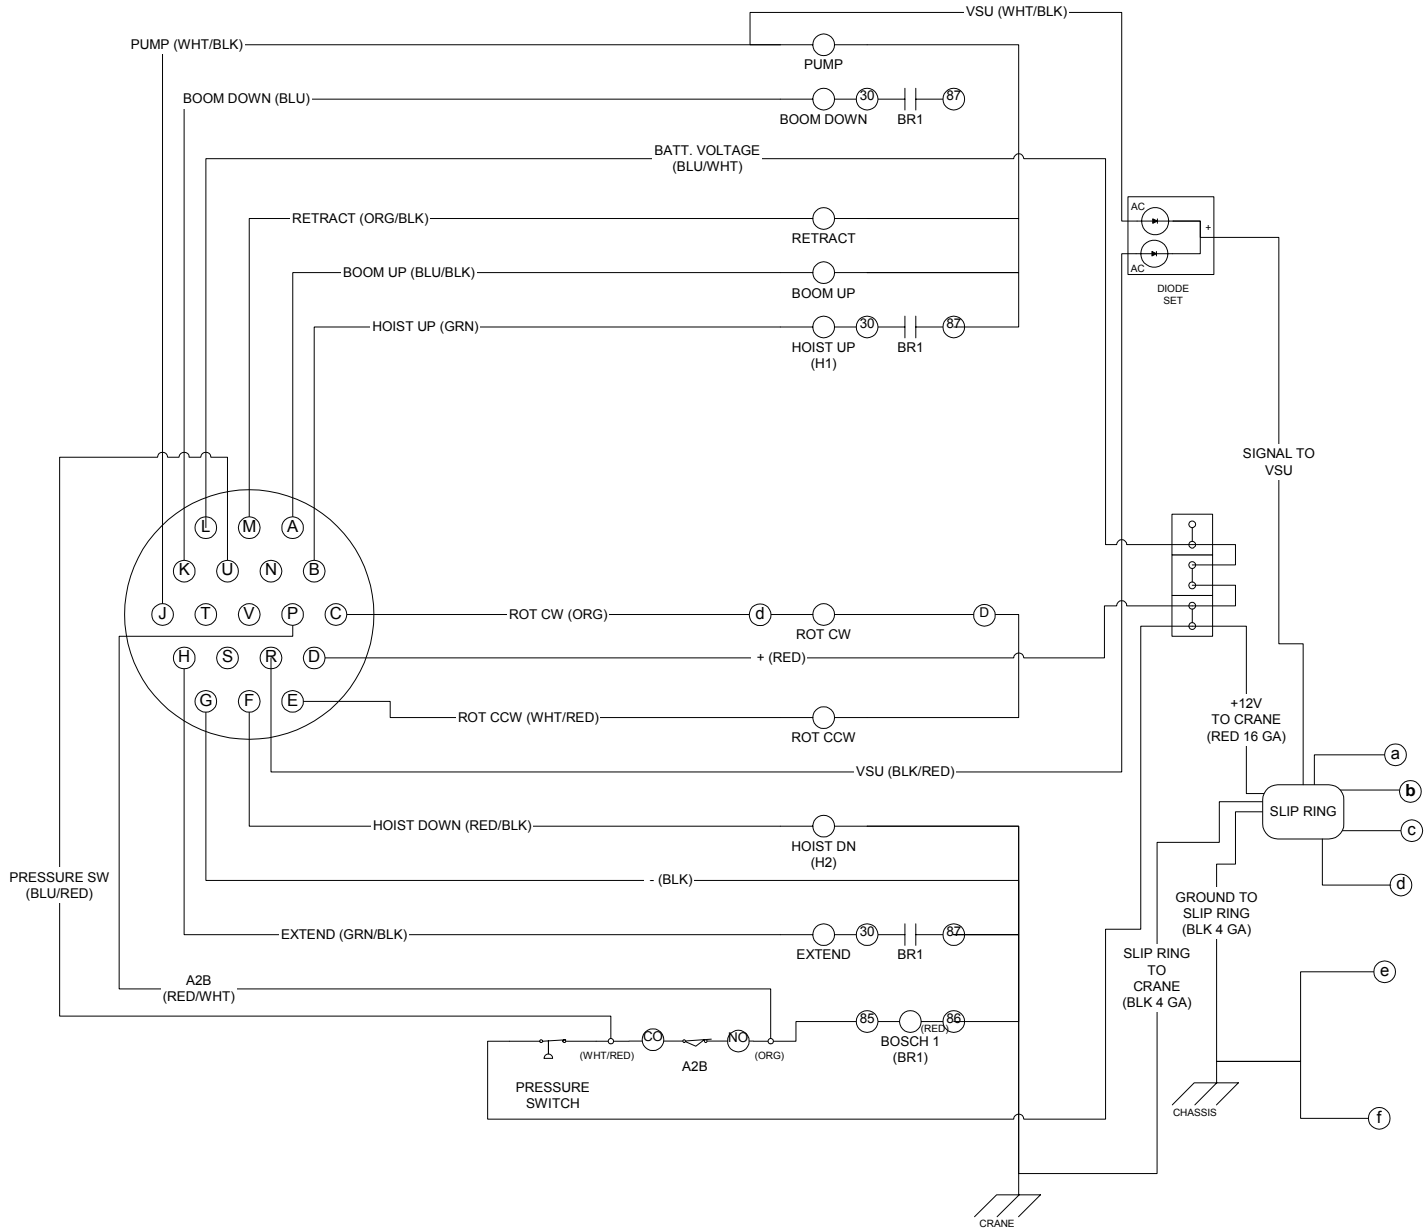 VSU (WHT/BLK)
PUMP (WHT/BLK)
PUMP
BOOM DOWN (BLU)
30
87
BOOM DOWN
BR1
BATT. VOLTAGE
(BLU/WHT)
RETRACT (ORG/BLK)
RETRACT
AC
+
AC
DIODE
SET
BOOM UP (BLU/BLK)
BOOM UP
HOIST UP (GRN)
30
87
HOIST UP
(H1)
BR1
SIGNAL TO
VSU
L
M
A
K
U
N
B
J
T
V
P
C
H
S
R
D
G
F
E
ROT CW (ORG)
d
ROT CW
D
+ (RED)
ROT CCW (WHT/RED)
ROT CCW
+12V
TO CRANE
(RED 16 GA)
VSU (BLK/RED)
SLIP RING
a
b
c
d
HOIST DOWN (RED/BLK)
HOIST DN
(H2)
PRESSURE SW
(BLU/RED)
- (BLK)
GROUND TO
SLIP RING
(BLK 4 GA)
EXTEND (GRN/BLK)
30
87
EXTEND
BR1
SLIP RING
TO
CRANE
(BLK 4 GA)
e
A2B
(RED/WHT)
85
86
(RED)
BOSCH 1
(BR1)
CO
NO
(WHT/RED)
(ORG)
A2B
PRESSURE
SWITCH
CHASSIS
f
CRANE